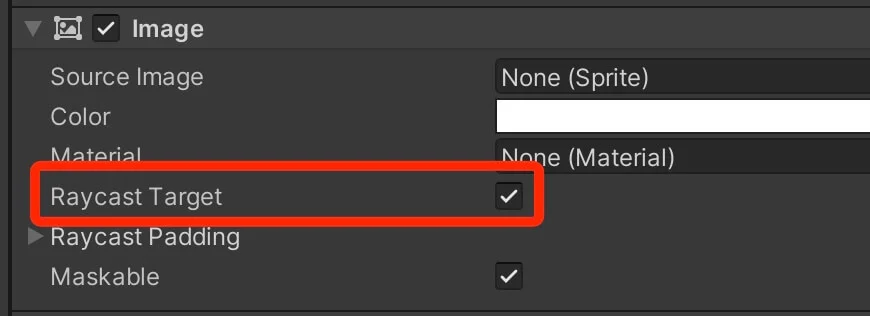 Image
Source Image None (Sprite)
Color
Material None (Material)
Raycast Target
Raycast Padding
Maskable